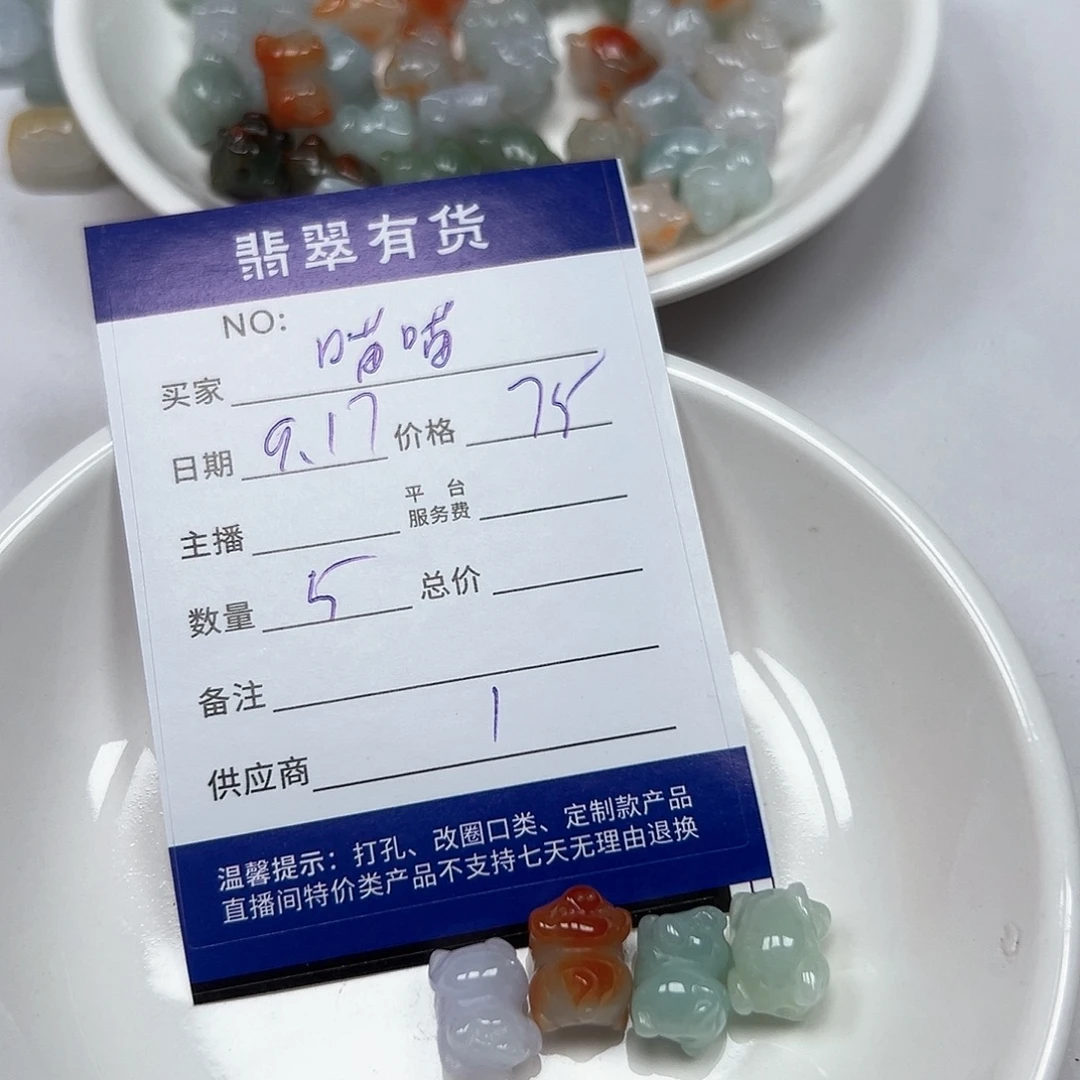 翡翠有货
NO:
买家 喵喵
日期 9.17 价格 75
主播 平台服务费
数量 5 总价
备注
供应商 1
温馨提示：打孔、改圈口类、定制款产品
直播间特价类产品不支持七天无理由退换